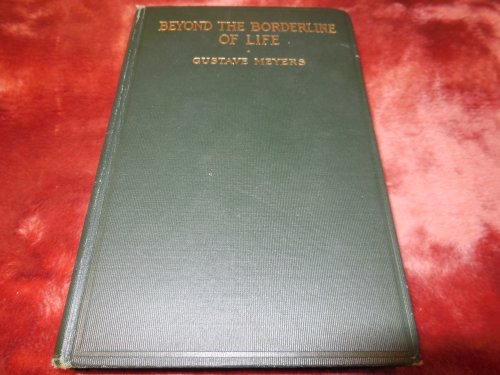 BEYOND THE BORDERLINE
OF LIFE
GUSTAVE MEYERS